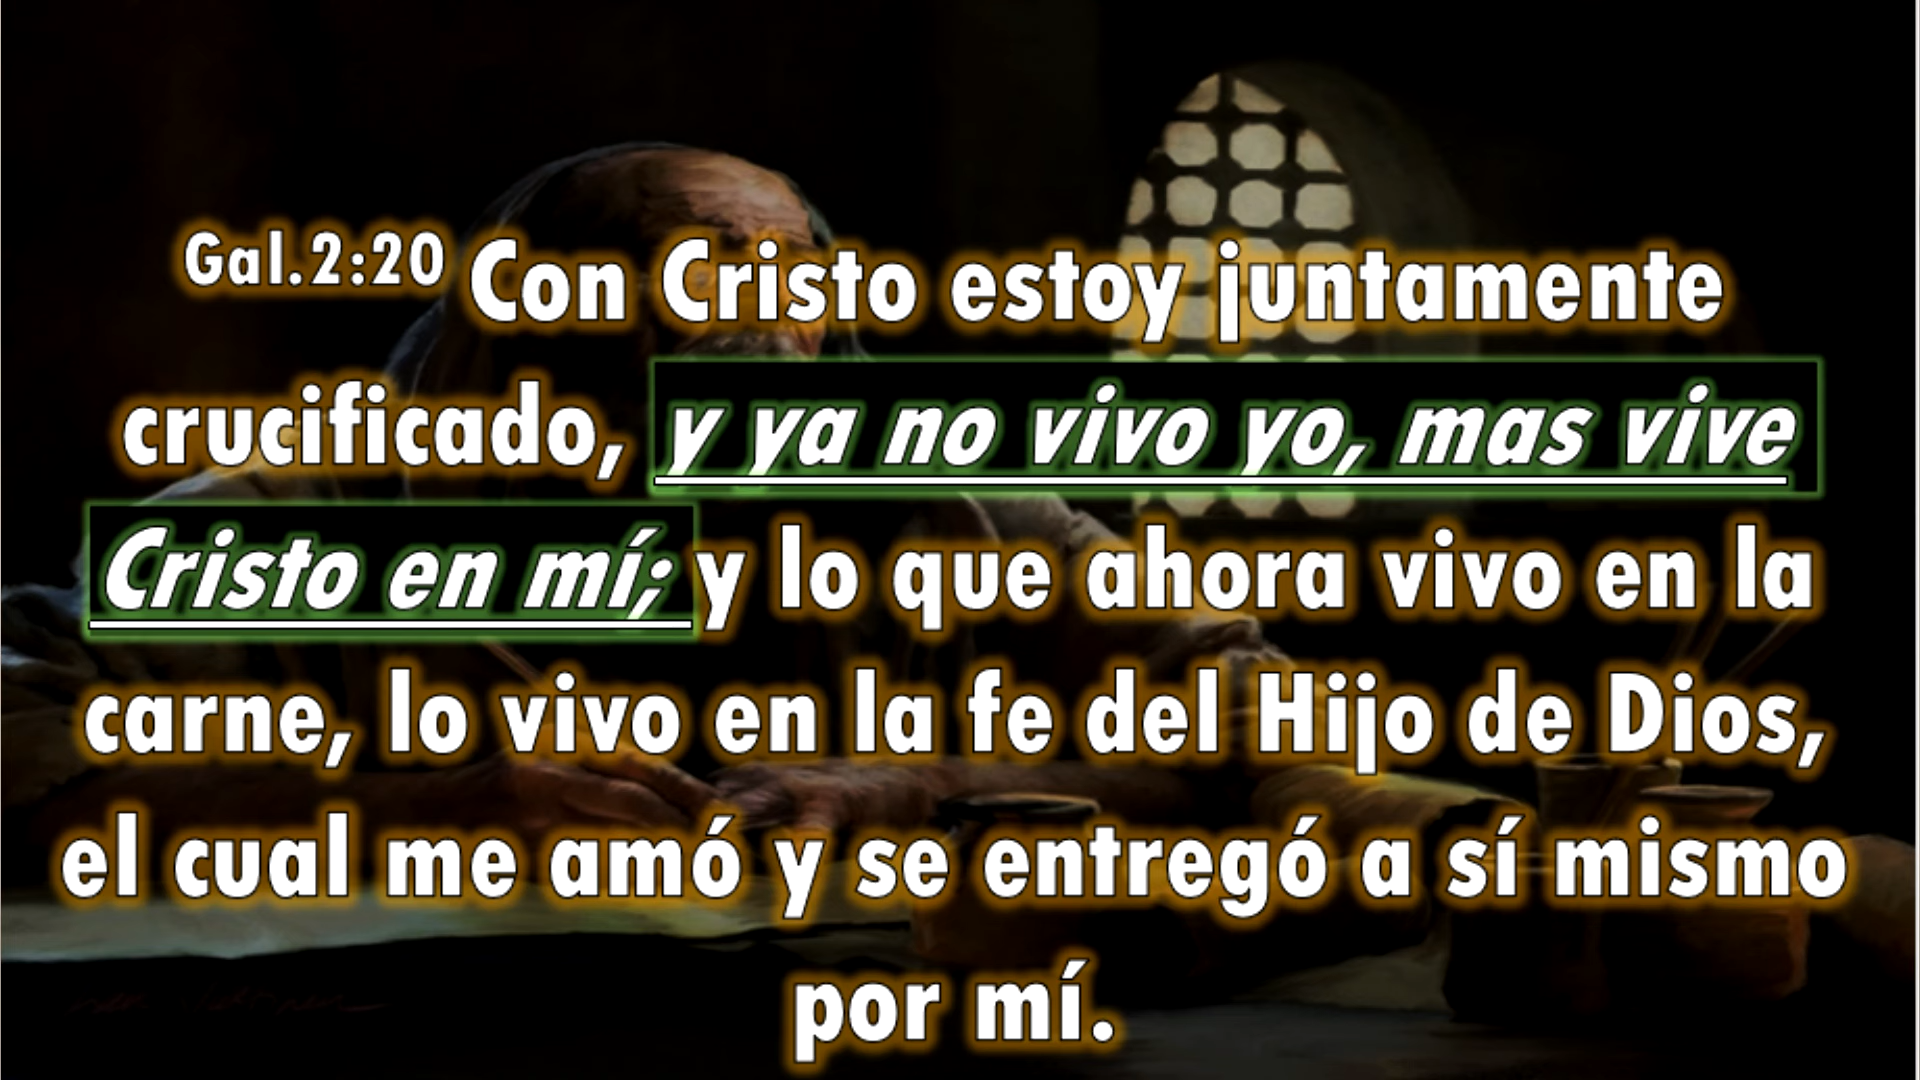 Gal.2:20 Con Cristo estoy juntamente
crucificado, y ya no vivo yo, mas vive
Cristo en mí; y lo que ahora vivo en la
carne, lo vivo en la fe del Hijo de Dios,
el cual me amó y se entregó a sí mismo
por mí.